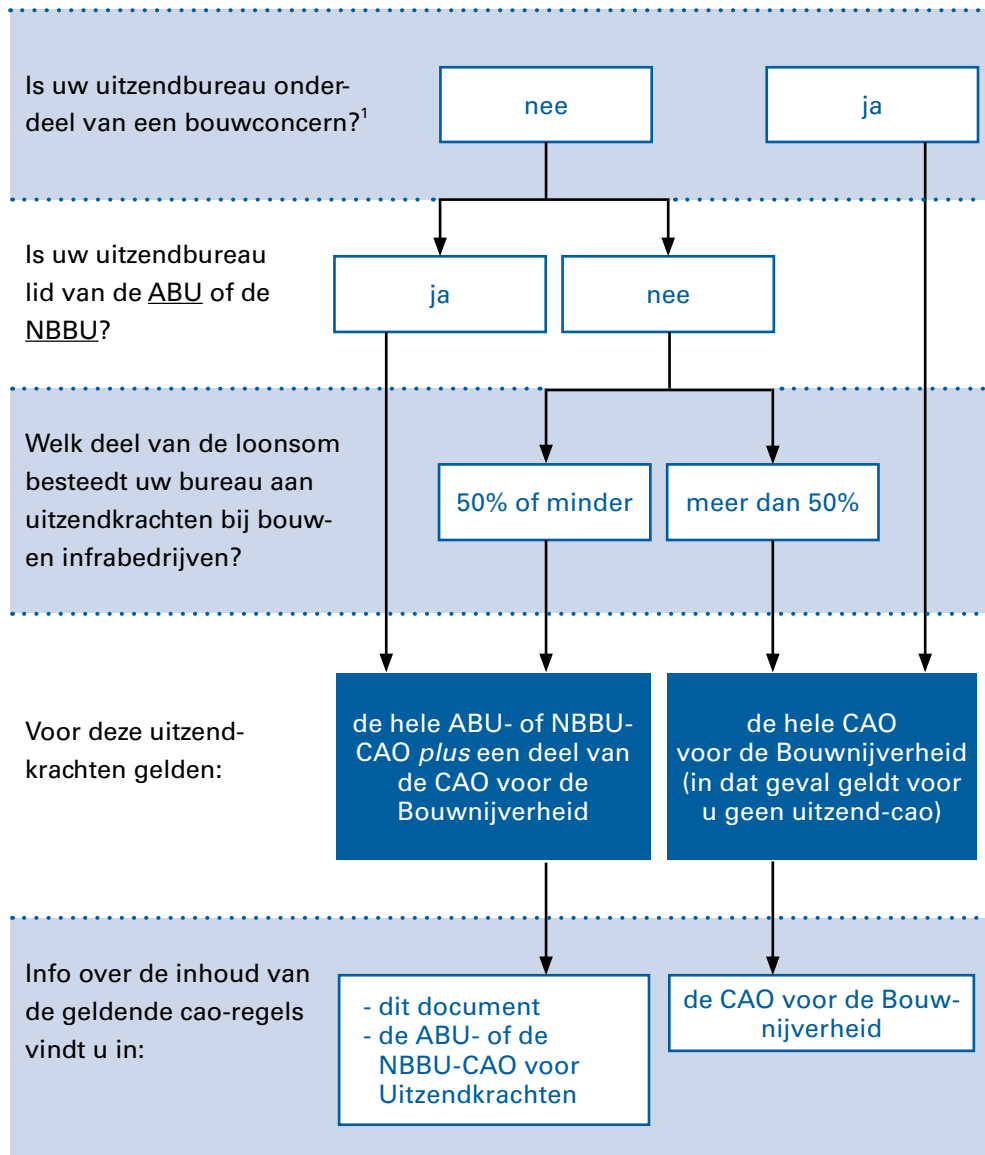 Is uw uitzendbureau onder-
deel van een bouwconcern?1
nee
ja
Is uw uitzendbureau
lid van de ABU of de
NBBU?
ja
nee
Welk deel van de loonsom
besteedt uw bureau aan
uitzendkrachten bij bouw-
en infrabedrijven?
50% of minder
meer dan 50%
Voor deze uitzend-
krachten gelden:
de hele ABU- of NBBU-
CAO plus een deel van
de CAO voor de
Bouwnijverheid
de hele CAO
voor de Bouwnijverheid
(in dat geval geldt voor
u geen uitzend-cao)
Info over de inhoud van
de geldende cao-regels
vindt u in:
- dit document
- de ABU- of de
NBBU-CAO voor
Uitzendkrachten
de CAO voor de Bouw-
nijverheid